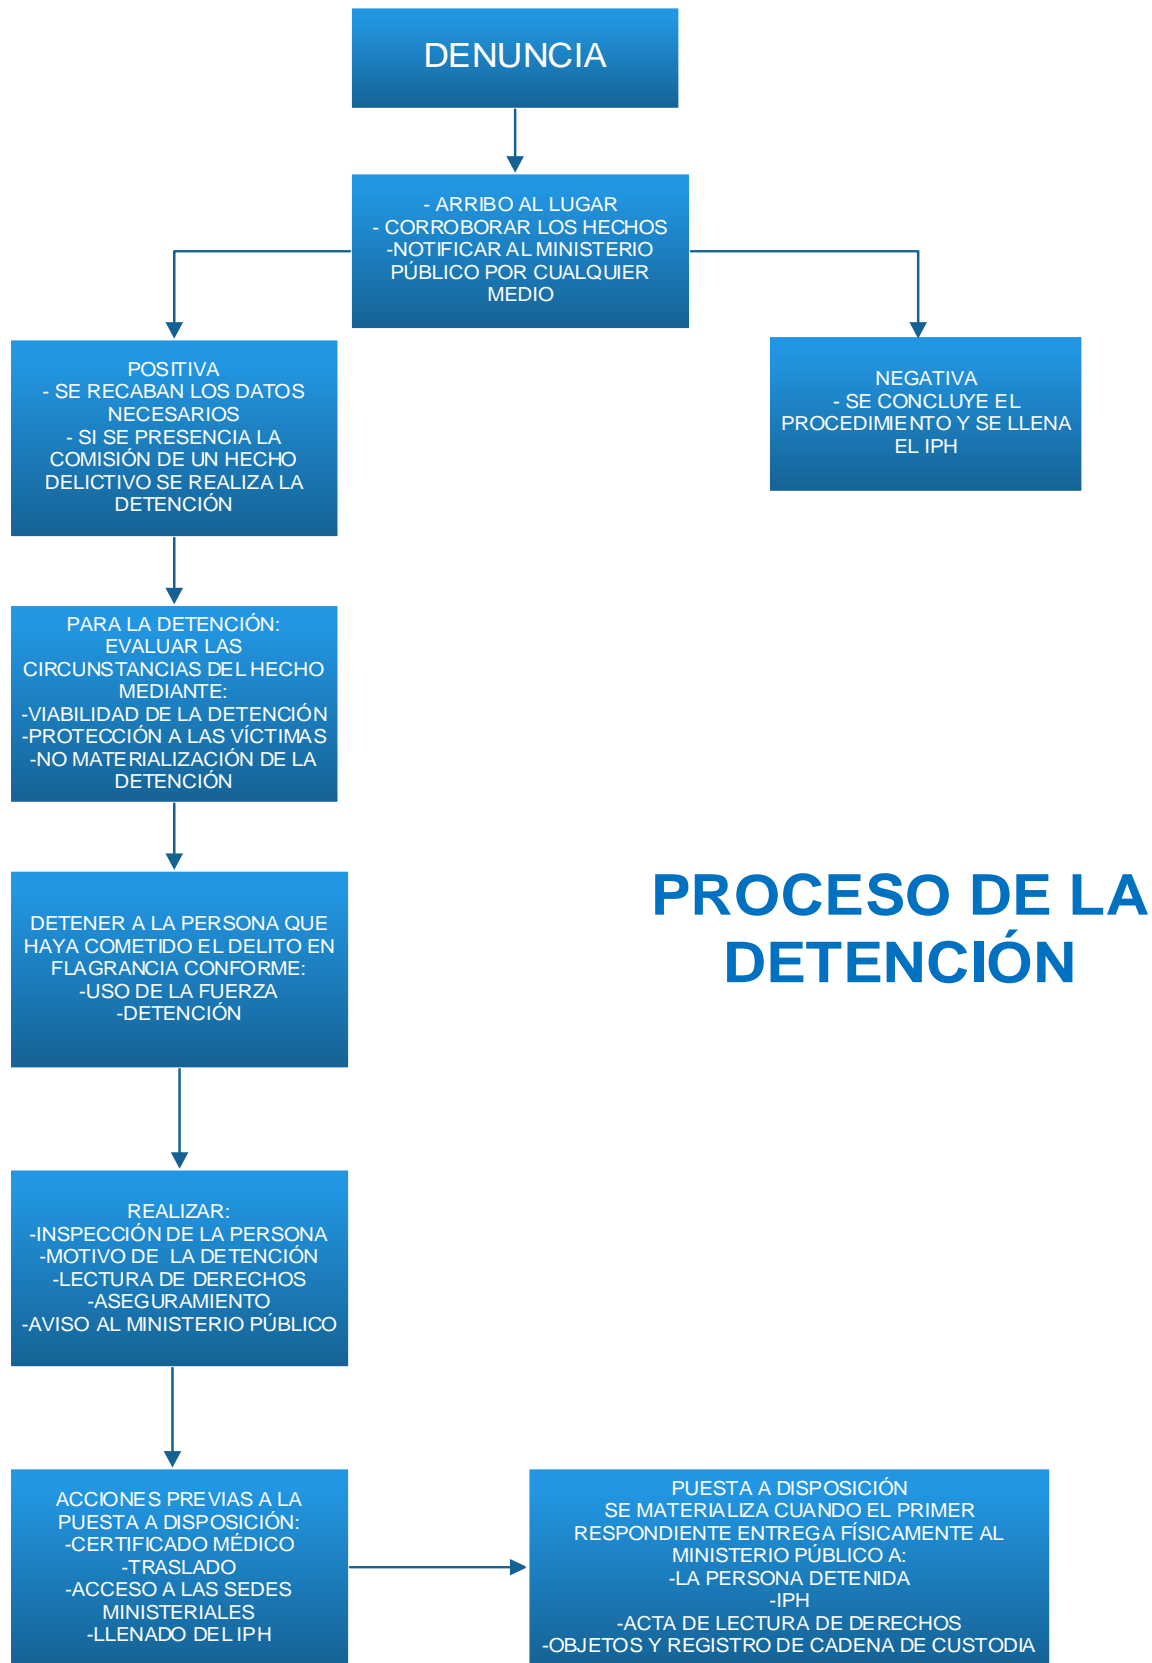 DENUNCIA
- ARRIBO AL LUGAR
- CORROBORAR LOS HECHOS
-NOTIFICAR AL MINISTERIO
PÚBLICO POR CUALQUIER
MEDIO
POSITIVA
- SE RECABAN LOS DATOS
NECESARIOS
- SI SE PRESENCIA LA
COMISIÓN DE UN HECHO
DELICTIVO SE REALIZA LA
DETENCIÓN
NEGATIVA
- SE CONCLUYE EL
PROCEDIMIENTO Y SE LLENA
EL IPH
PARA LA DETENCIÓN:
EVALUAR LAS
CIRCUNSTANCIAS DEL HECHO
MEDIANTE:
-VIABILIDAD DE LA DETENCIÓN
-PROTECCIÓN A LAS VÍCTIMAS
-NO MATERIALIZACIÓN DE LA
DETENCIÓN
PROCESO DE LA
DETENCIÓN
DETENER A LA PERSONA QUE
HAYA COMETIDO EL DELITO EN
FLAGRANCIA CONFORME:
-USO DE LA FUERZA
-DETENCIÓN
REALIZAR:
-INSPECCIÓN DE LA PERSONA
-MOTIVO DE LA DETENCIÓN
-LECTURA DE DERECHOS
-ASEGURAMIENTO
-AVISO AL MINISTERIO PÚBLICO
ACCIONES PREVIAS A LA
PUESTA A DISPOSICIÓN:
-CERTIFICADO MÉDICO
-TRASLADO
-ACCESO A LAS SEDES
MINISTERIALES
-LLENADO DEL IPH
PUESTA A DISPOSICIÓN
SE MATERIALIZA CUANDO EL PRIMER
RESPONDIENTE ENTREGA FÍSICAMENTE AL
MINISTERIO PÚBLICO A:
-LA PERSONA DETENIDA
-IPH
-ACTA DE LECTURA DE DERECHOS
-OBJETOS Y REGISTRO DE CADENA DE CUSTODIA